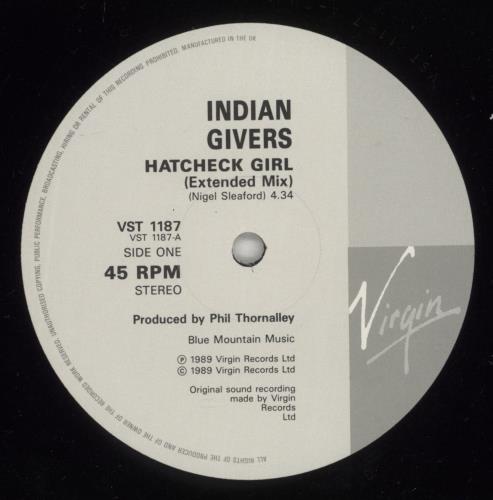 INDIAN
GIVERS
HATCHECK GIRL
(Extended Mix)
(Nigel Sleaford) 4.34
VST 1187
VST 1187-A
SIDE ONE
45 RPM
STEREO
Produced by Phil Thornalley
Blue Mountain Music
Ⓟ 1989 Virgin Records Ltd
© 1989 Virgin Records Ltd
Original sound recording
made by Virgin
Records
Ltd
Virgin
ALL RIGHTS OF THE PRODUCER AND OF THE OWNER OF THE RECORDED WORK RESERVED. UNAUTHORISED COPYING, PUBLIC PERFORMANCE, BROADCASTING, HIRING OR RENTAL OF THIS RECORDING PROHIBITED. MANUFACTURED IN THE UK